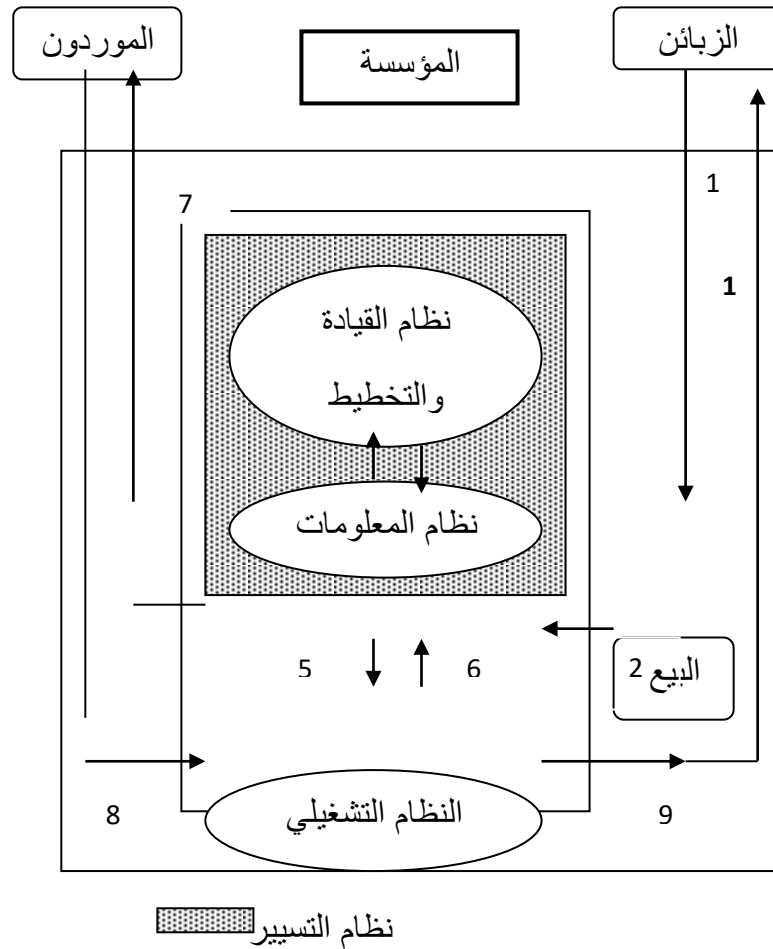 الزبائن
المؤسسة
الموردون
1
7
1
نظام القيادة
والتخطيط
نظام المعلومات
5
6
البيع 2
8
9
النظام التشغيلي
نظام التسيير